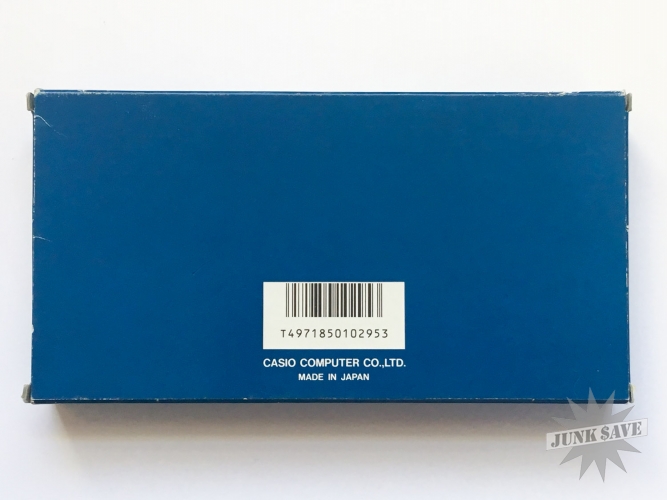 T4971850102953
CASIO COMPUTER CO.,LTD.
MADE IN JAPAN
JUNK SAVE